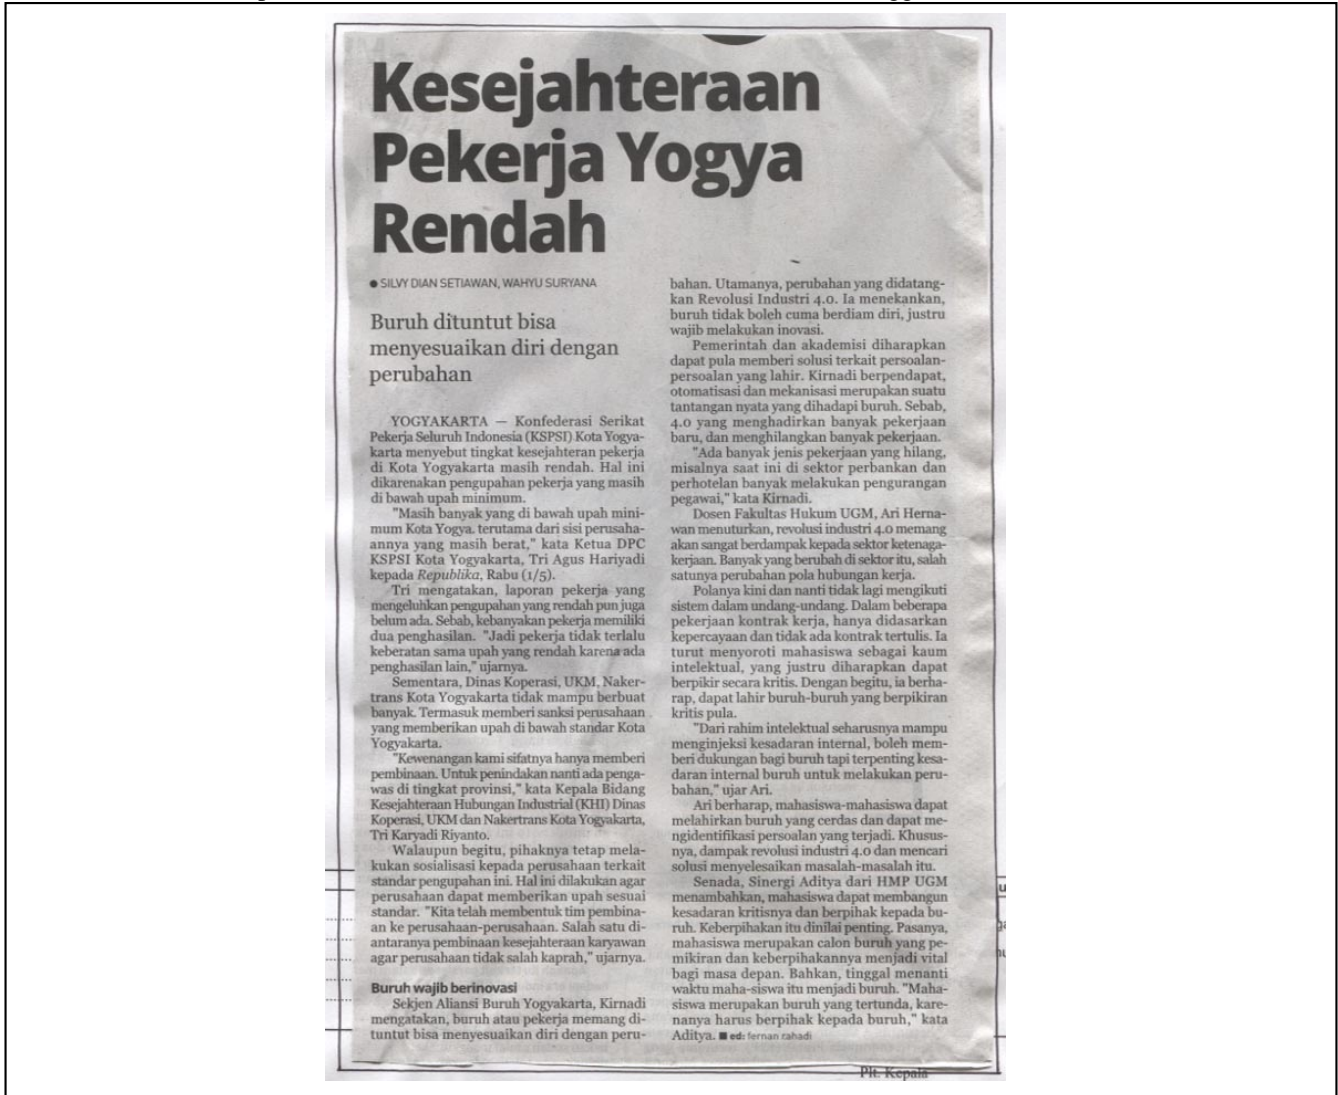 Kesejahteraan
Pekerja Yogya
Rendah
● SILVY DIAN SETIAWAN, WAHYU SURYANA
Buruh dituntut bisa
menyesuaikan diri dengan
perubahan
YOGYAKARTA — Konfederasi Serikat
Pekerja Seluruh Indonesia (KSPSI) Kota Yogya-
karta menyebut tingkat kesejahteran pekerja
di Kota Yogyakarta masih rendah. Hal ini
dikarenakan pengupahan pekerja yang masih
di bawah upah minimum.
"Masih banyak yang di bawah upah mini-
mum Kota Yogya. terutama dari sisi perusaha-
annya yang masih berat," kata Ketua DPC
KSPSI Kota Yogyakarta, Tri Agus Hariyadi
kepada Republika, Rabu (1/5).
Tri mengatakan, laporan pekerja yang
mengeluhkan pengupahan yang rendah pun juga
belum ada. Sebab, kebanyakan pekerja memiliki
dua penghasilan. "Jadi pekerja tidak terlalu
keberatan sama upah yang rendah karena ada
penghasilan lain," ujarnya.
Sementara, Dinas Koperasi, UKM, Naker-
trans Kota Yogyakarta tidak mampu berbuat
banyak. Termasuk memberi sanksi perusahaan
yang memberikan upah di bawah standar Kota
Yogyakarta.
"Kewenangan kami sifatnya hanya memberi
pembinaan. Untuk penindakan nanti ada penga-
was di tingkat provinsi," kata Kepala Bidang
Kesejahteraan Hubungan Industrial (KHI) Dinas
Koperasi, UKM dan Nakertrans Kota Yogyakarta,
Tri Karyadi Riyanto.
Walaupun begitu, pihaknya tetap mela-
kukan sosialisasi kepada perusahaan terkait
standar pengupahan ini. Hal ini dilakukan agar
perusahaan dapat memberikan upah sesuai
standar. "Kita telah membentuk tim pembina-
an ke perusahaan-perusahaan. Salah satu di-
antaranya pembinaan kesejahteraan karyawan
agar perusahaan tidak salah kaprah," ujarnya.
Buruh wajib berinovasi
Sekjen Aliansi Buruh Yogyakarta, Kirnadi
mengatakan, buruh atau pekerja memang di-
tuntut bisa menyesuaikan diri dengan peru-
bahan. Utamanya, perubahan yang didatang-
kan Revolusi Industri 4.0. Ia menekankan,
buruh tidak boleh cuma berdiam diri, justru
wajib melakukan inovasi.
Pemerintah dan akademisi diharapkan
dapat pula memberi solusi terkait persoalan-
persoalan yang lahir. Kirnadi berpendapat,
otomatisasi dan mekanisasi merupakan suatu
tantangan nyata yang dihadapi buruh. Sebab,
4.0 yang menghadirkan banyak pekerjaan
baru, dan menghilangkan banyak pekerjaan.
"Ada banyak jenis pekerjaan yang hilang,
misalnya saat ini di sektor perbankan dan
perhotelan banyak melakukan pengurangan
pegawai," kata Kirnadi.
Dosen Fakultas Hukum UGM, Ari Herna-
wan menuturkan, revolusi industri 4.0 memang
akan sangat berdampak kepada sektor ketenaga-
kerjaan. Banyak yang berubah di sektor itu, salah
satunya perubahan pola hubungan kerja.
Polanya kini dan nanti tidak lagi mengikuti
sistem dalam undang-undang. Dalam beberapa
pekerjaan kontrak kerja, hanya didasarkan
kepercayaan dan tidak ada kontrak tertulis. Ia
turut menyoroti mahasiswa sebagai kaum
intelektual, yang justru diharapkan dapat
berpikir secara kritis. Dengan begitu, ia berha-
rap, dapat lahir buruh-buruh yang berpikiran
kritis pula.
"Dari rahim intelektual seharusnya mampu
menginjeksi kesadaran internal, boleh mem-
beri dukungan bagi buruh tapi terpenting kesa-
daran internal buruh untuk melakukan peru-
bahan," ujar Ari.
Ari berharap, mahasiswa-mahasiswa dapat
melahirkan buruh yang cerdas dan dapat me-
ngidentifikasi persoalan yang terjadi. Khusus-
nya, dampak revolusi industri 4.0 dan mencari
solusi menyelesaikan masalah-masalah itu.
Senada, Sinergi Aditya dari HMP UGM
menambahkan, mahasiswa dapat membangun
kesadaran kritisnya dan berpihak kepada bu-
ruh. Keberpihakan itu dinilai penting. Pasanya,
mahasiswa merupakan calon buruh yang pe-
mikiran dan keberpihakannya menjadi vital
bagi masa depan. Bahkan, tinggal menanti
waktu maha-siswa itu menjadi buruh. "Maha-
siswa merupakan buruh yang tertunda, kare-
nanya harus berpihak kepada buruh," kata
Aditya. ■ ed: fernan rahadi
Plt. Kepala